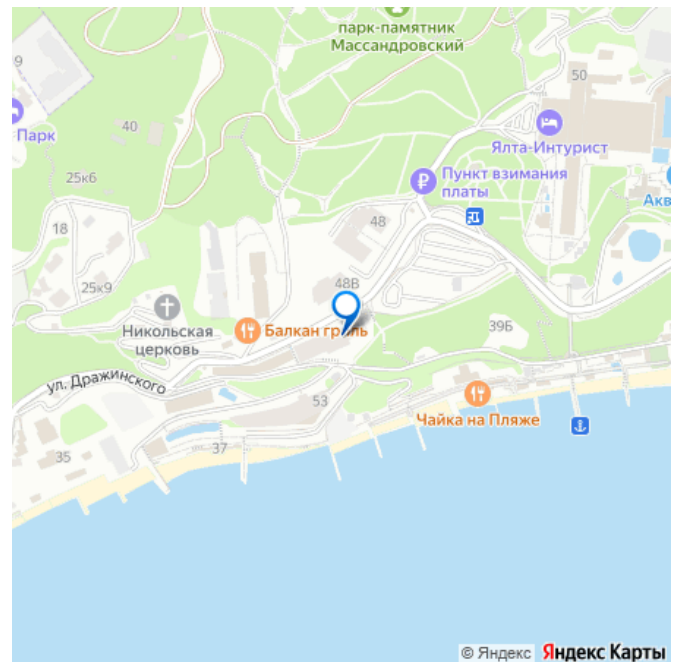 парк-памятник
Массандровский
9
50
Парк
40
Ялта-Интурист
25к6
Пункт взимания
платы
Акв
18
48
25к9
48В
Никольская
церковь
Балкан гриль
39Б
ул. Дражинского
53
Чайка на Пляже
35
37
© Яндекс Яндекс Карты